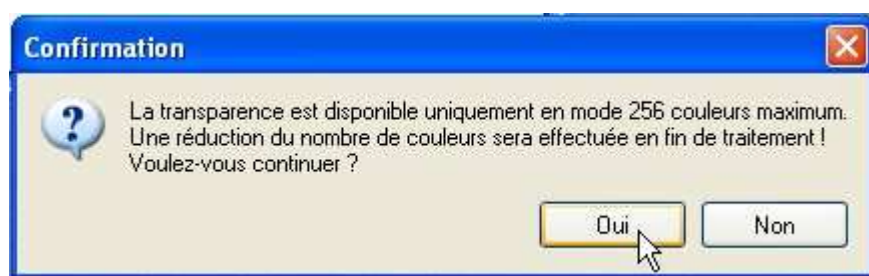 Confirmation
La transparence est disponible uniquement en mode 256 couleurs maximum.
Une réduction du nombre de couleurs sera effectuée en fin de traitement !
Voulez-vous continuer ?
Oui
Non